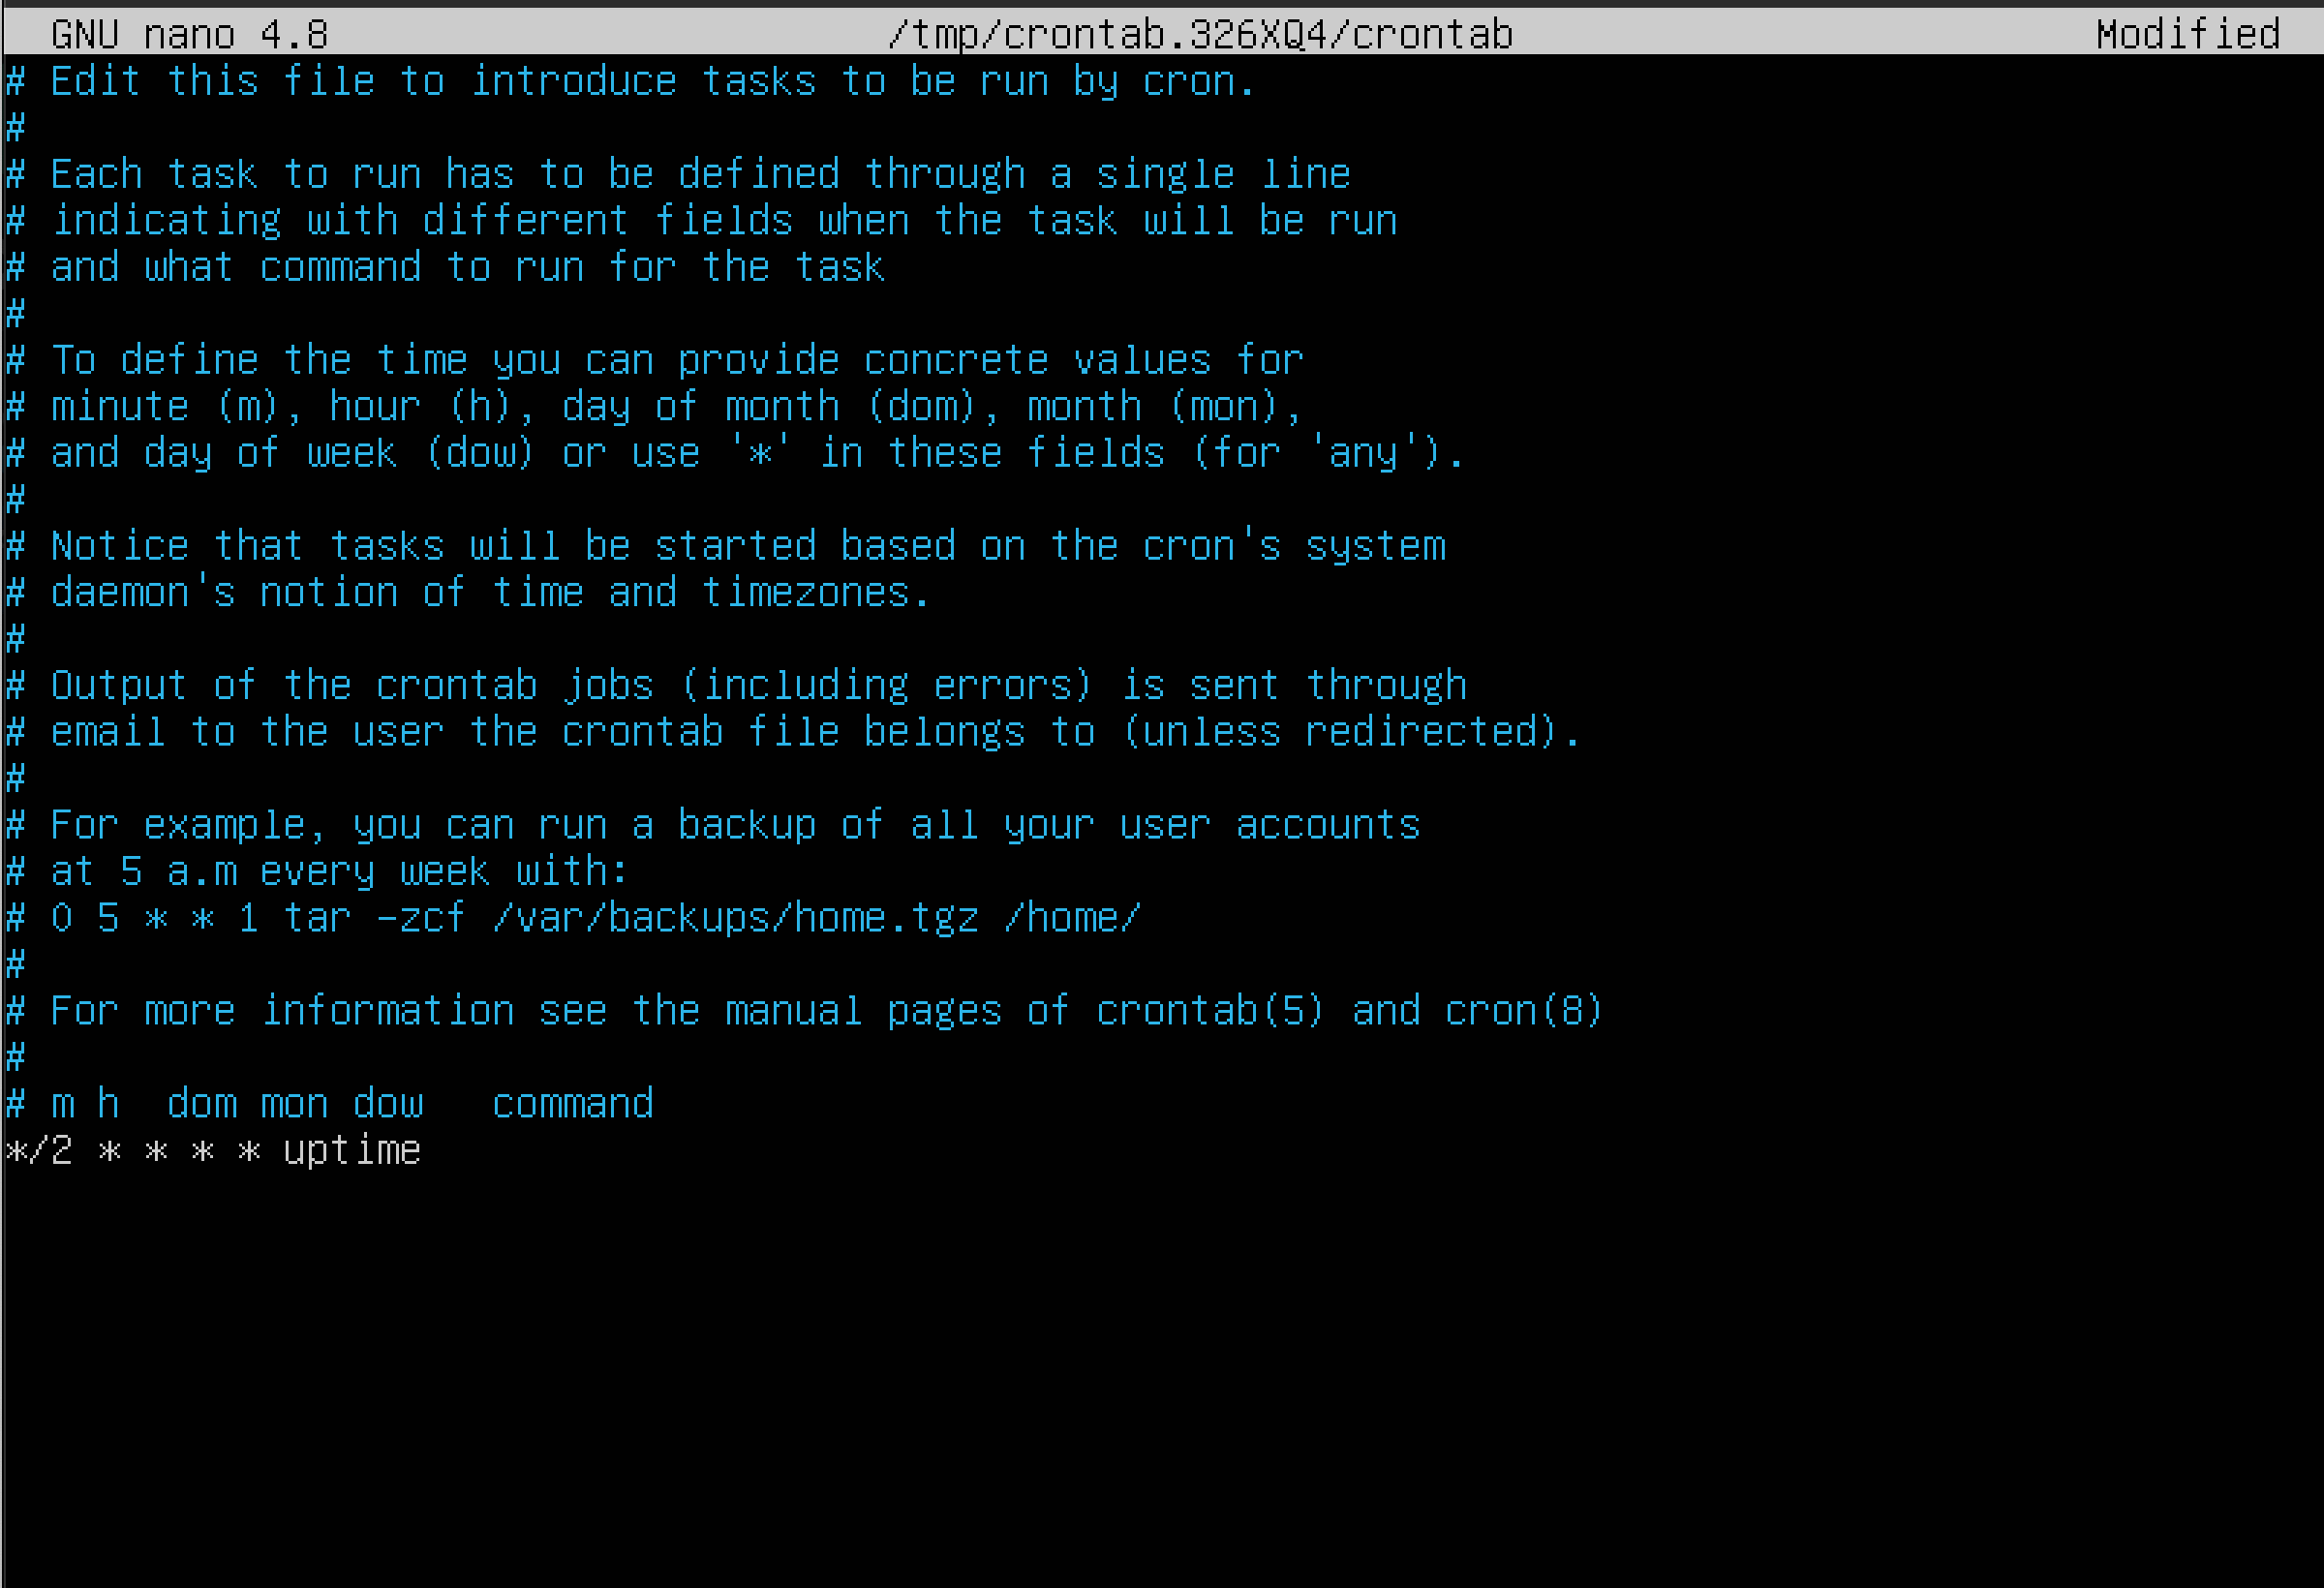 GNU nano 4.8 /tmp/crontab.326XQ4/crontab Modified
# Edit this file to introduce tasks to be run by cron.
#
# Each task to run has to be defined through a single line
# indicating with different fields when the task will be run
# and what command to run for the task
#
# To define the time you can provide concrete values for
# minute (m), hour (h), day of month (dom), month (mon),
# and day of week (dow) or use '*' in these fields (for 'any').
#
# Notice that tasks will be started based on the cron's system
# daemon's notion of time and timezones.
#
# Output of the crontab jobs (including errors) is sent through
# email to the user the crontab file belongs to (unless redirected).
#
# For example, you can run a backup of all your user accounts
# at 5 a.m every week with:
# 0 5 * * 1 tar -zcf /var/backups/home.tgz /home/
#
# For more information see the manual pages of crontab(5) and cron(8)
#
# m h  dom mon dow   command
*/2 * * * * uptime